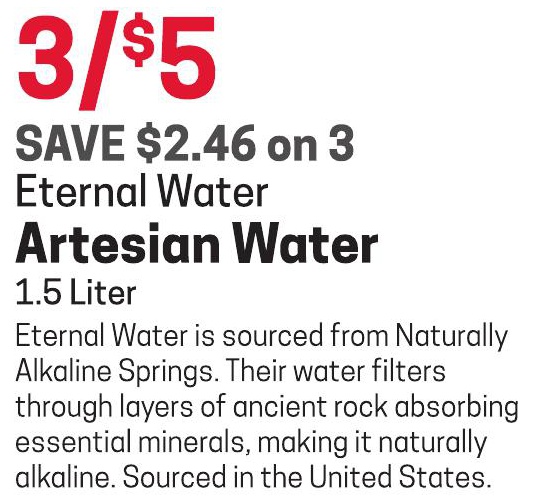 3/$5
SAVE $2.46 on 3
Eternal Water
Artesian Water
1.5 Liter
Eternal Water is sourced from Naturally
Alkaline Springs. Their water filters
through layers of ancient rock absorbing
essential minerals, making it naturally
alkaline. Sourced in the United States.